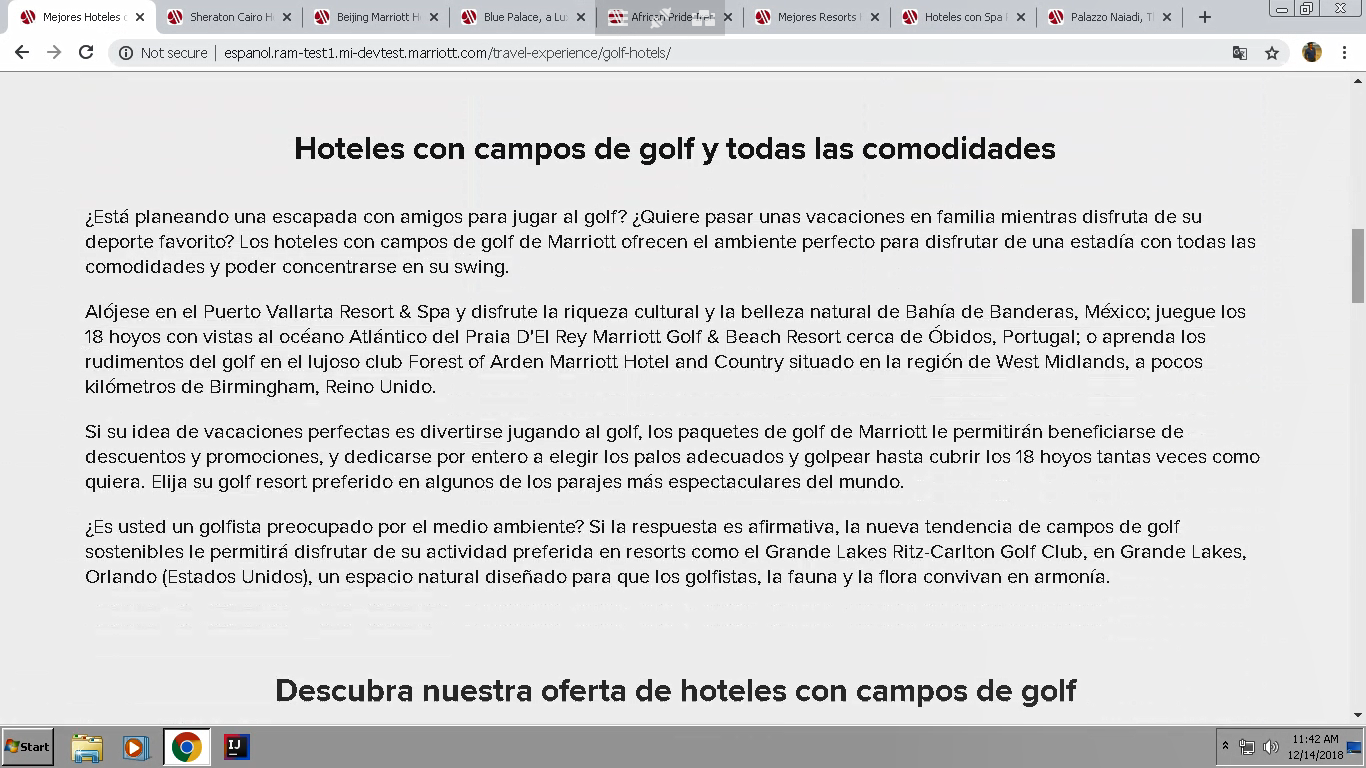 Mejores Hoteles
Sheraton Cairo H
Beijing Marriott H
Blue Palace, a Lu
African Pride
Mejores Resorts
Hoteles con Spa
Palazzo Naiadi, T
Not secure | espanol.ram-test1.mi-devtest.marriott.com/travel-experience/golf-hotels/
Hoteles con campos de golf y todas las comodidades
¿Está planeando una escapada con amigos para jugar al golf? ¿Quiere pasar unas vacaciones en familia mientras disfruta de su
deporte favorito? Los hoteles con campos de golf de Marriott ofrecen el ambiente perfecto para disfrutar de una estadía con todas las
comodidades y poder concentrarse en su swing.
Alójese en el Puerto Vallarta Resort & Spa y disfrute la riqueza cultural y la belleza natural de Bahía de Banderas, México; juegue los
18 hoyos con vistas al océano Atlántico del Praia D'El Rey Marriott Golf & Beach Resort cerca de Óbidos, Portugal; o aprenda los
rudimentos del golf en el lujoso club Forest of Arden Marriott Hotel and Country situado en la región de West Midlands, a pocos
kilómetros de Birmingham, Reino Unido.
Si su idea de vacaciones perfectas es divertirse jugando al golf, los paquetes de golf de Marriott le permitirán beneficiarse de
descuentos y promociones, y dedicarse por entero a elegir los palos adecuados y golpear hasta cubrir los 18 hoyos tantas veces como
quiera. Elija su golf resort preferido en algunos de los parajes más espectaculares del mundo.
¿Es usted un golfista preocupado por el medio ambiente? Si la respuesta es afirmativa, la nueva tendencia de campos de golf
sostenibles le permitirá disfrutar de su actividad preferida en resorts como el Grande Lakes Ritz-Carlton Golf Club, en Grande Lakes,
Orlando (Estados Unidos), un espacio natural diseñado para que los golfistas, la fauna y la flora convivan en armonía.
Descubra nuestra oferta de hoteles con campos de golf
Start
IJ
11:42 AM
12/14/2018